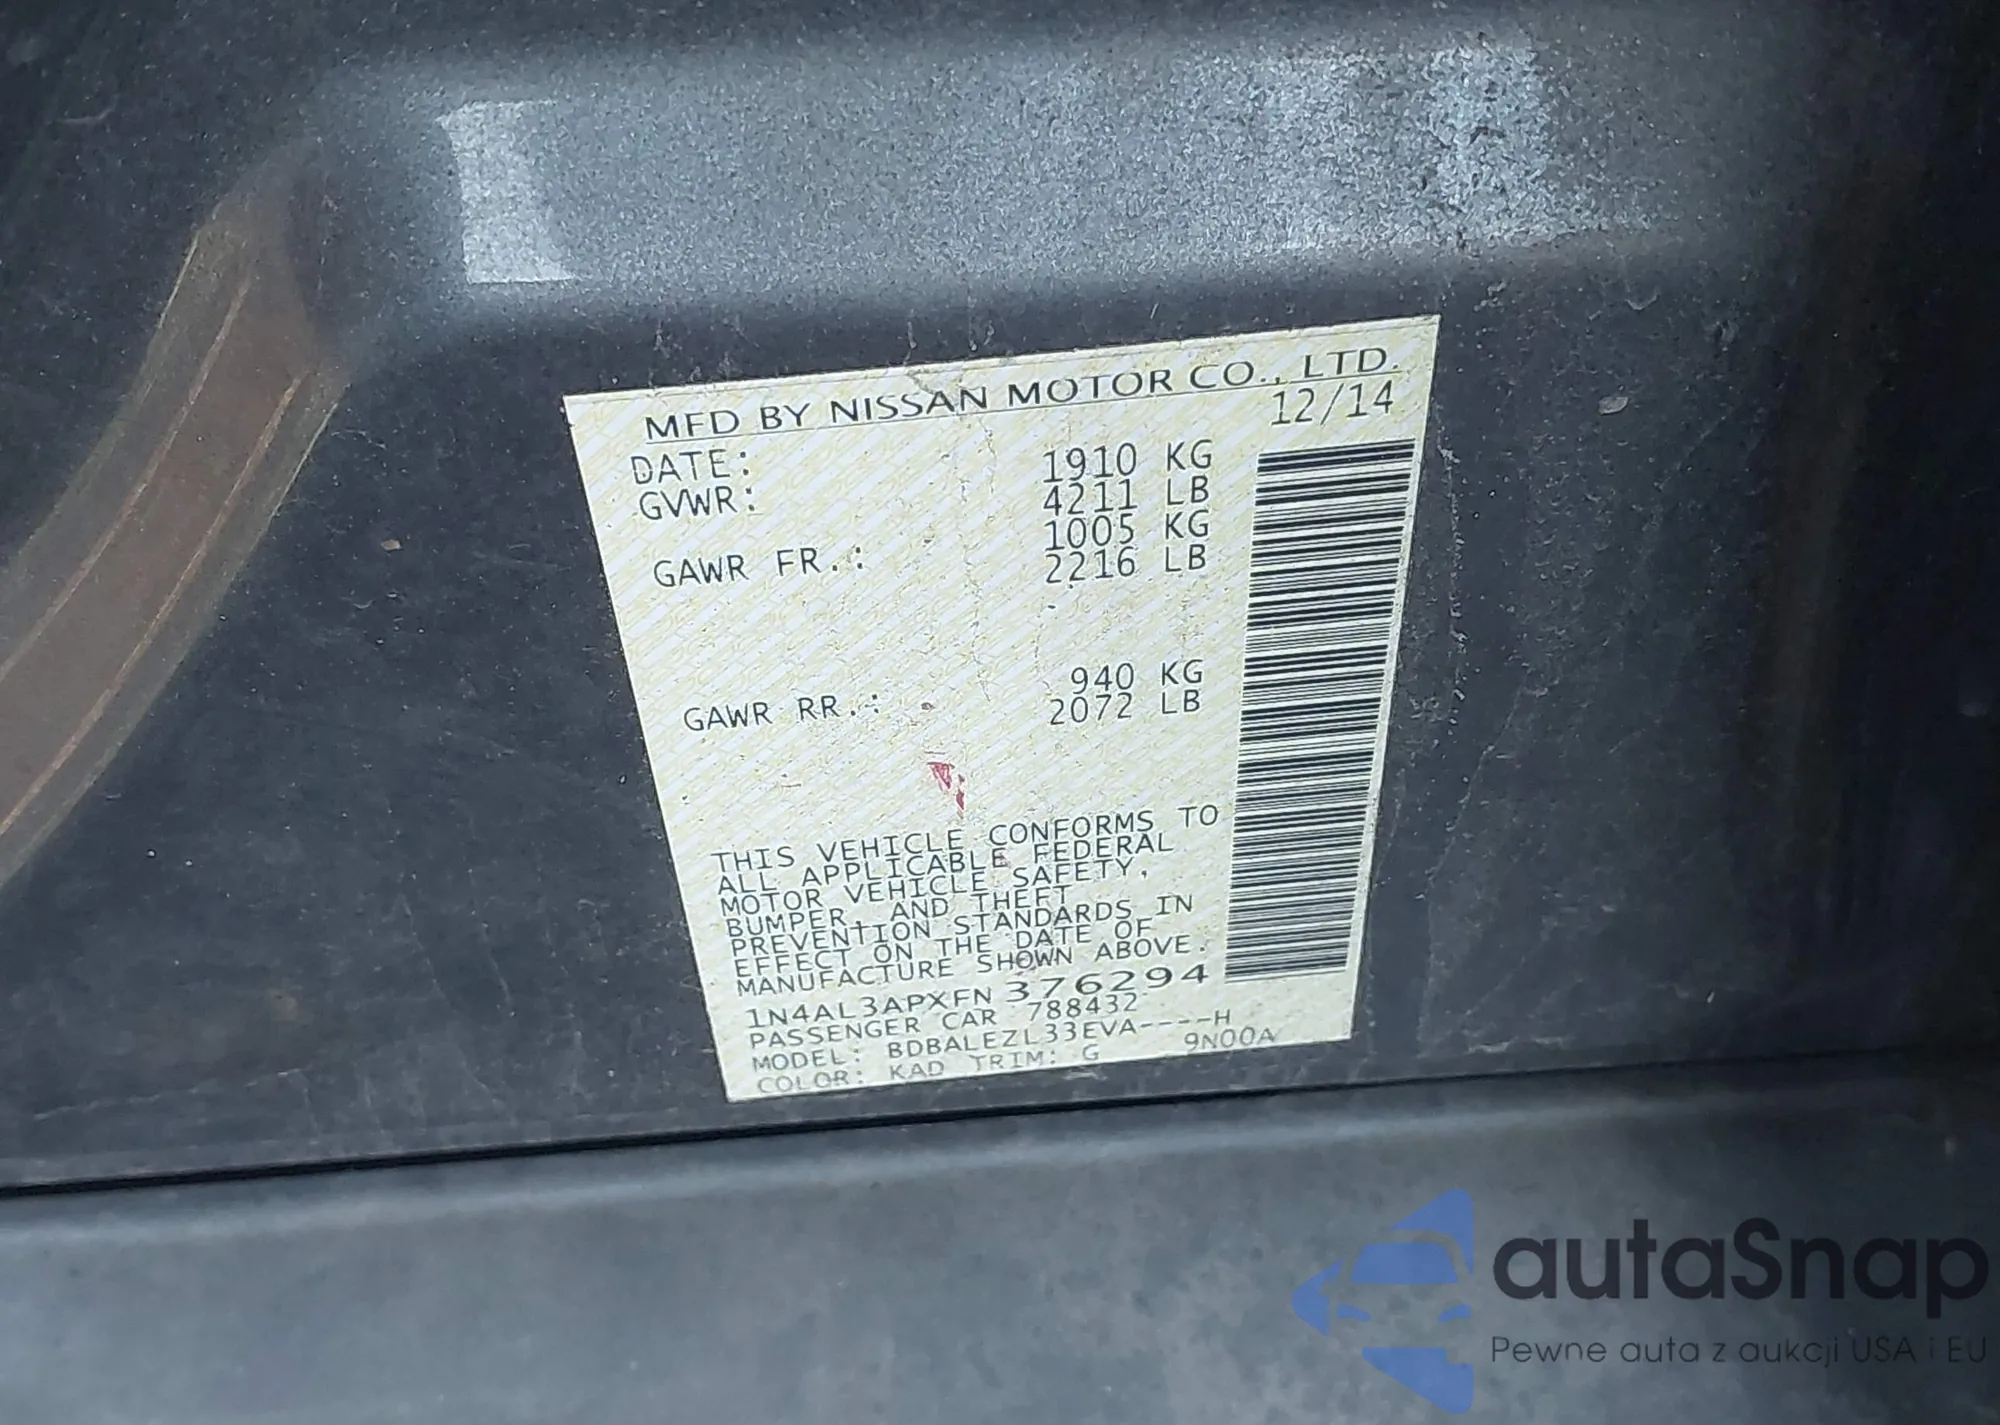 MFD BY NISSAN MOTOR CO., LTD.
12/14
DATE:
GVWR: 1910 KG
4211 LB
GAWR FR.: 1005 KG
2216 LB
GAWR RR.: 940 KG
2072 LB
THIS VEHICLE CONFORMS TO
ALL APPLICABLE FEDERAL
MOTOR VEHICLE SAFETY,
BUMPER, AND THEFT
PREVENTION STANDARDS IN
EFFECT ON THE DATE OF
MANUFACTURE SHOWN ABOVE.
1N4AL3APXFN 376294
PASSENGER CAR 788432
MODEL: BDBALEZL33EVA----H
COLOR: KAD TRIM: G 9N00A
autaSnap
Pewne auta z aukcji USA i EU